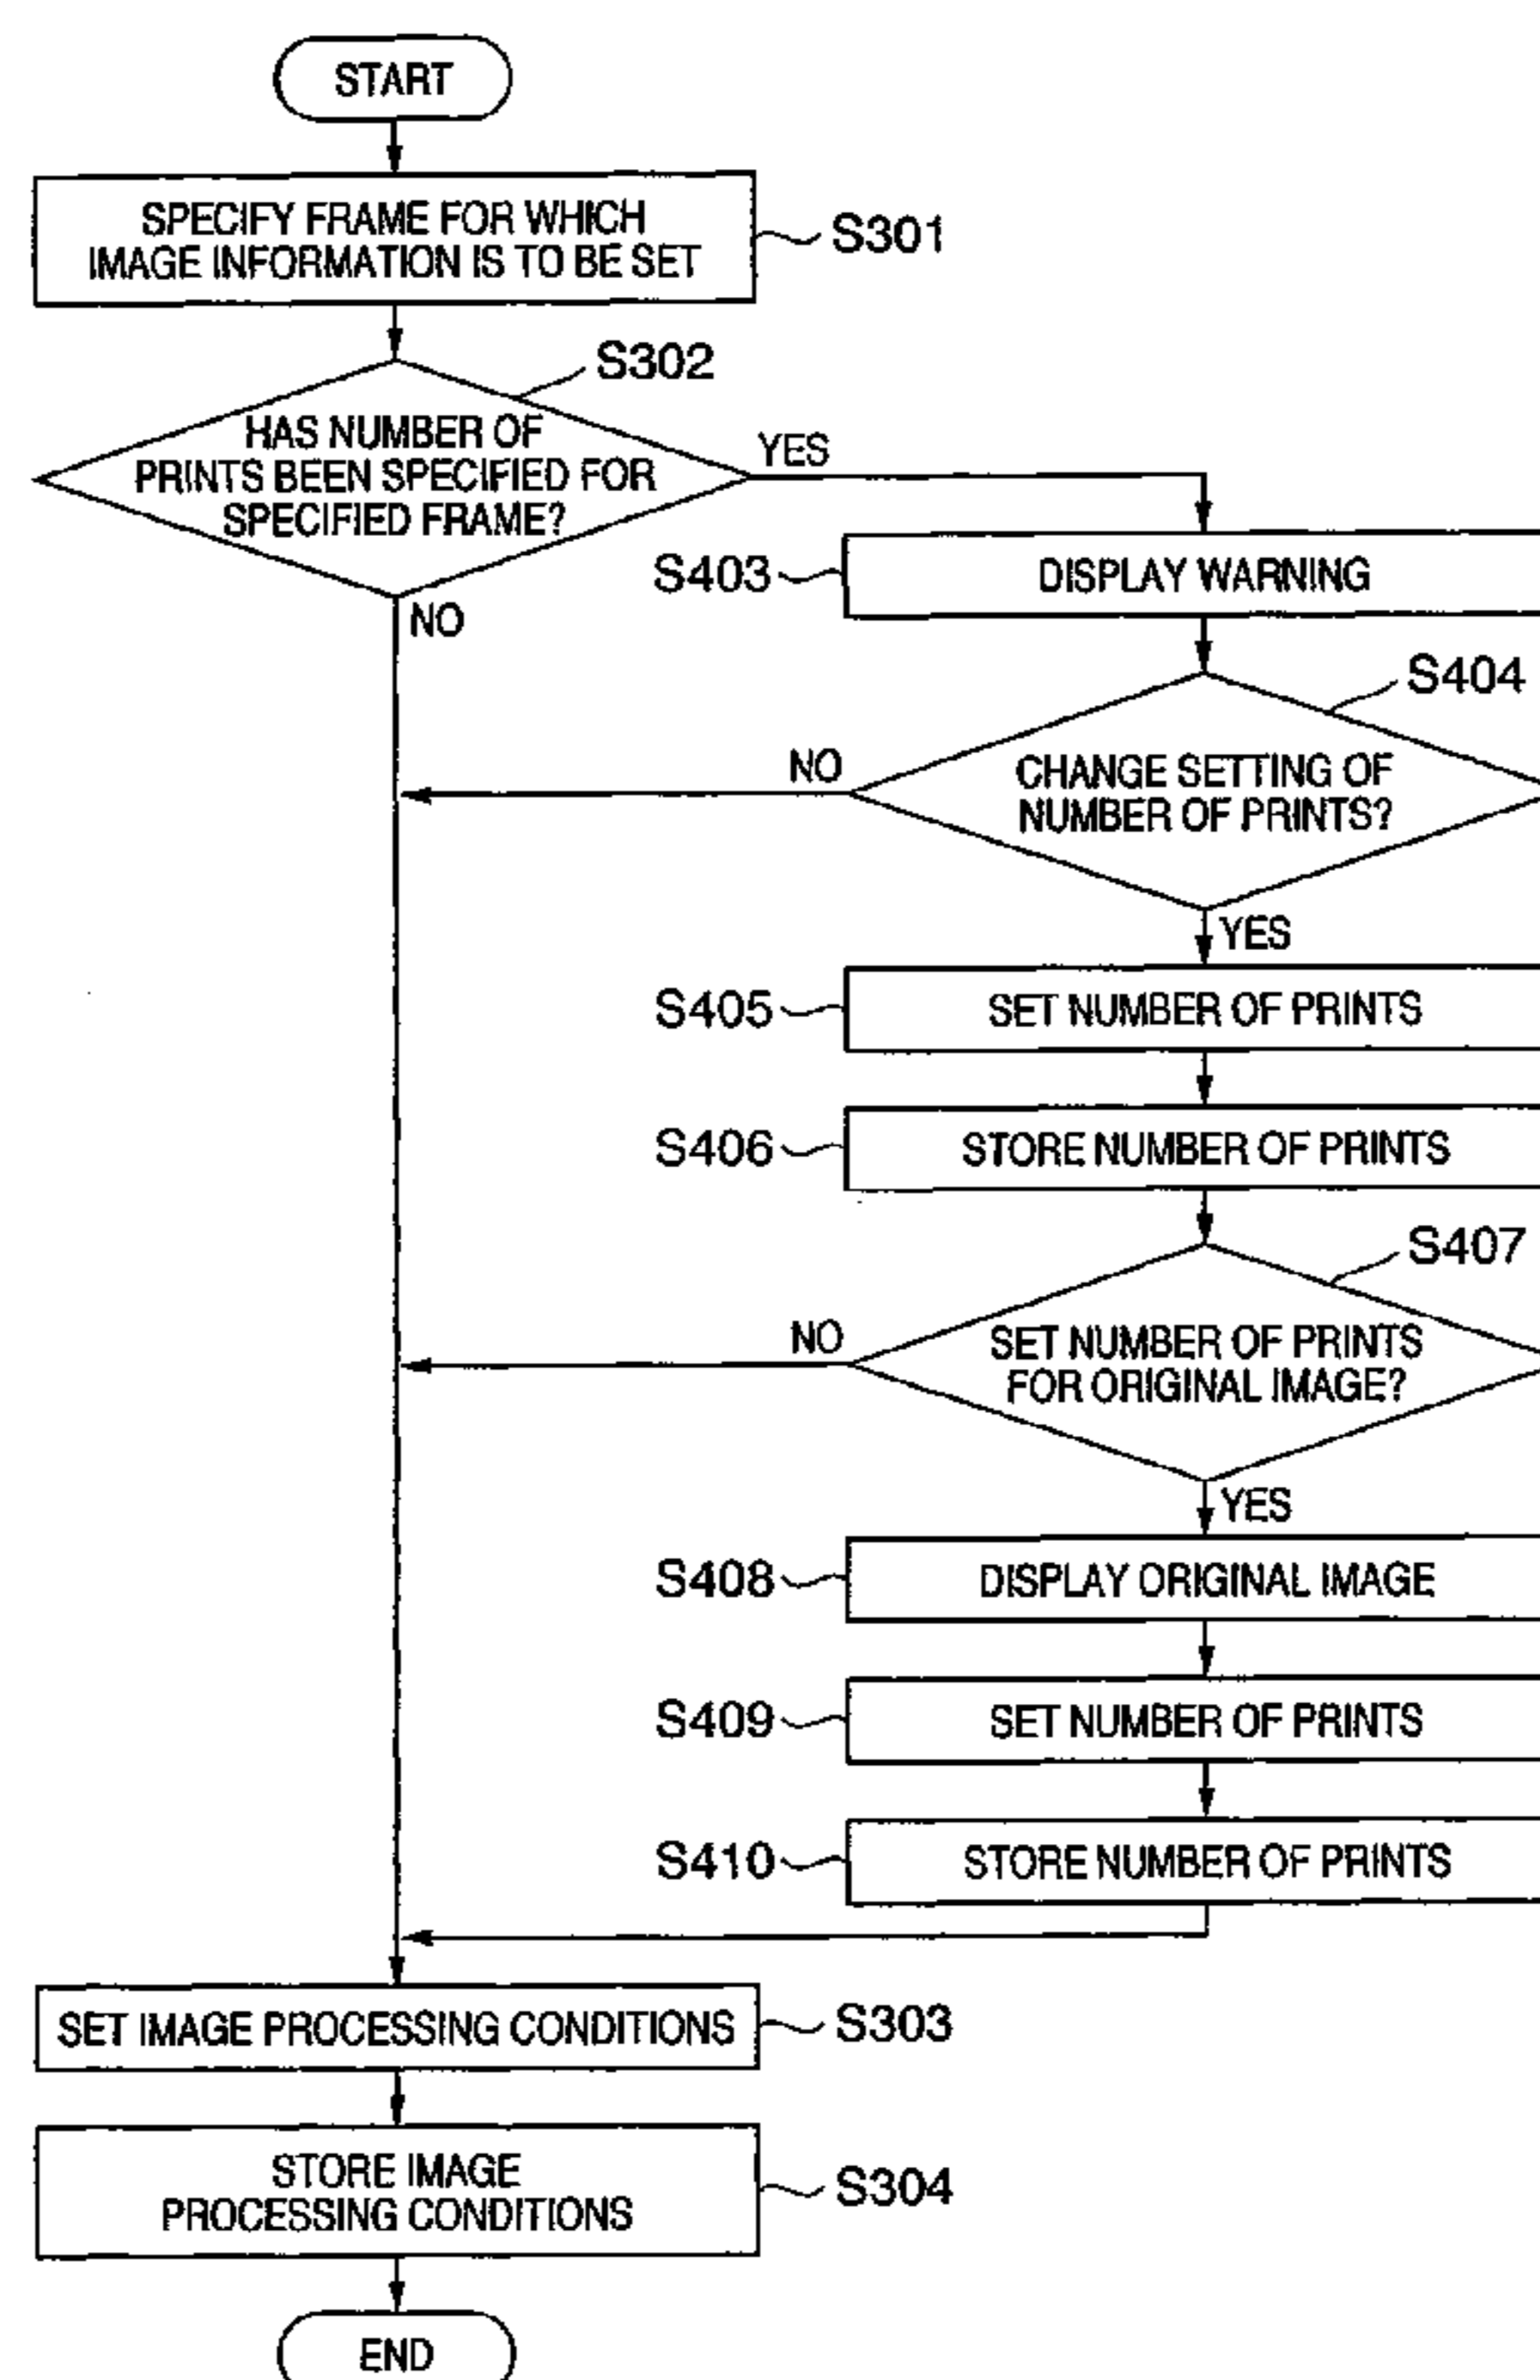 START
SPECIFY FRAME FOR WHICH
IMAGE INFORMATION IS TO BE SET
S301
S302
HAS NUMBER OF
PRINTS BEEN SPECIFIED FOR
SPECIFIED FRAME?
YES
NO
S403
DISPLAY WARNING
S404
CHANGE SETTING OF
NUMBER OF PRINTS?
NO
YES
S405
SET NUMBER OF PRINTS
S406
STORE NUMBER OF PRINTS
S407
SET NUMBER OF PRINTS
FOR ORIGINAL IMAGE?
NO
YES
S408
DISPLAY ORIGINAL IMAGE
S409
SET NUMBER OF PRINTS
S410
STORE NUMBER OF PRINTS
SET IMAGE PROCESSING CONDITIONS
S303
STORE IMAGE
PROCESSING CONDITIONS
S304
END